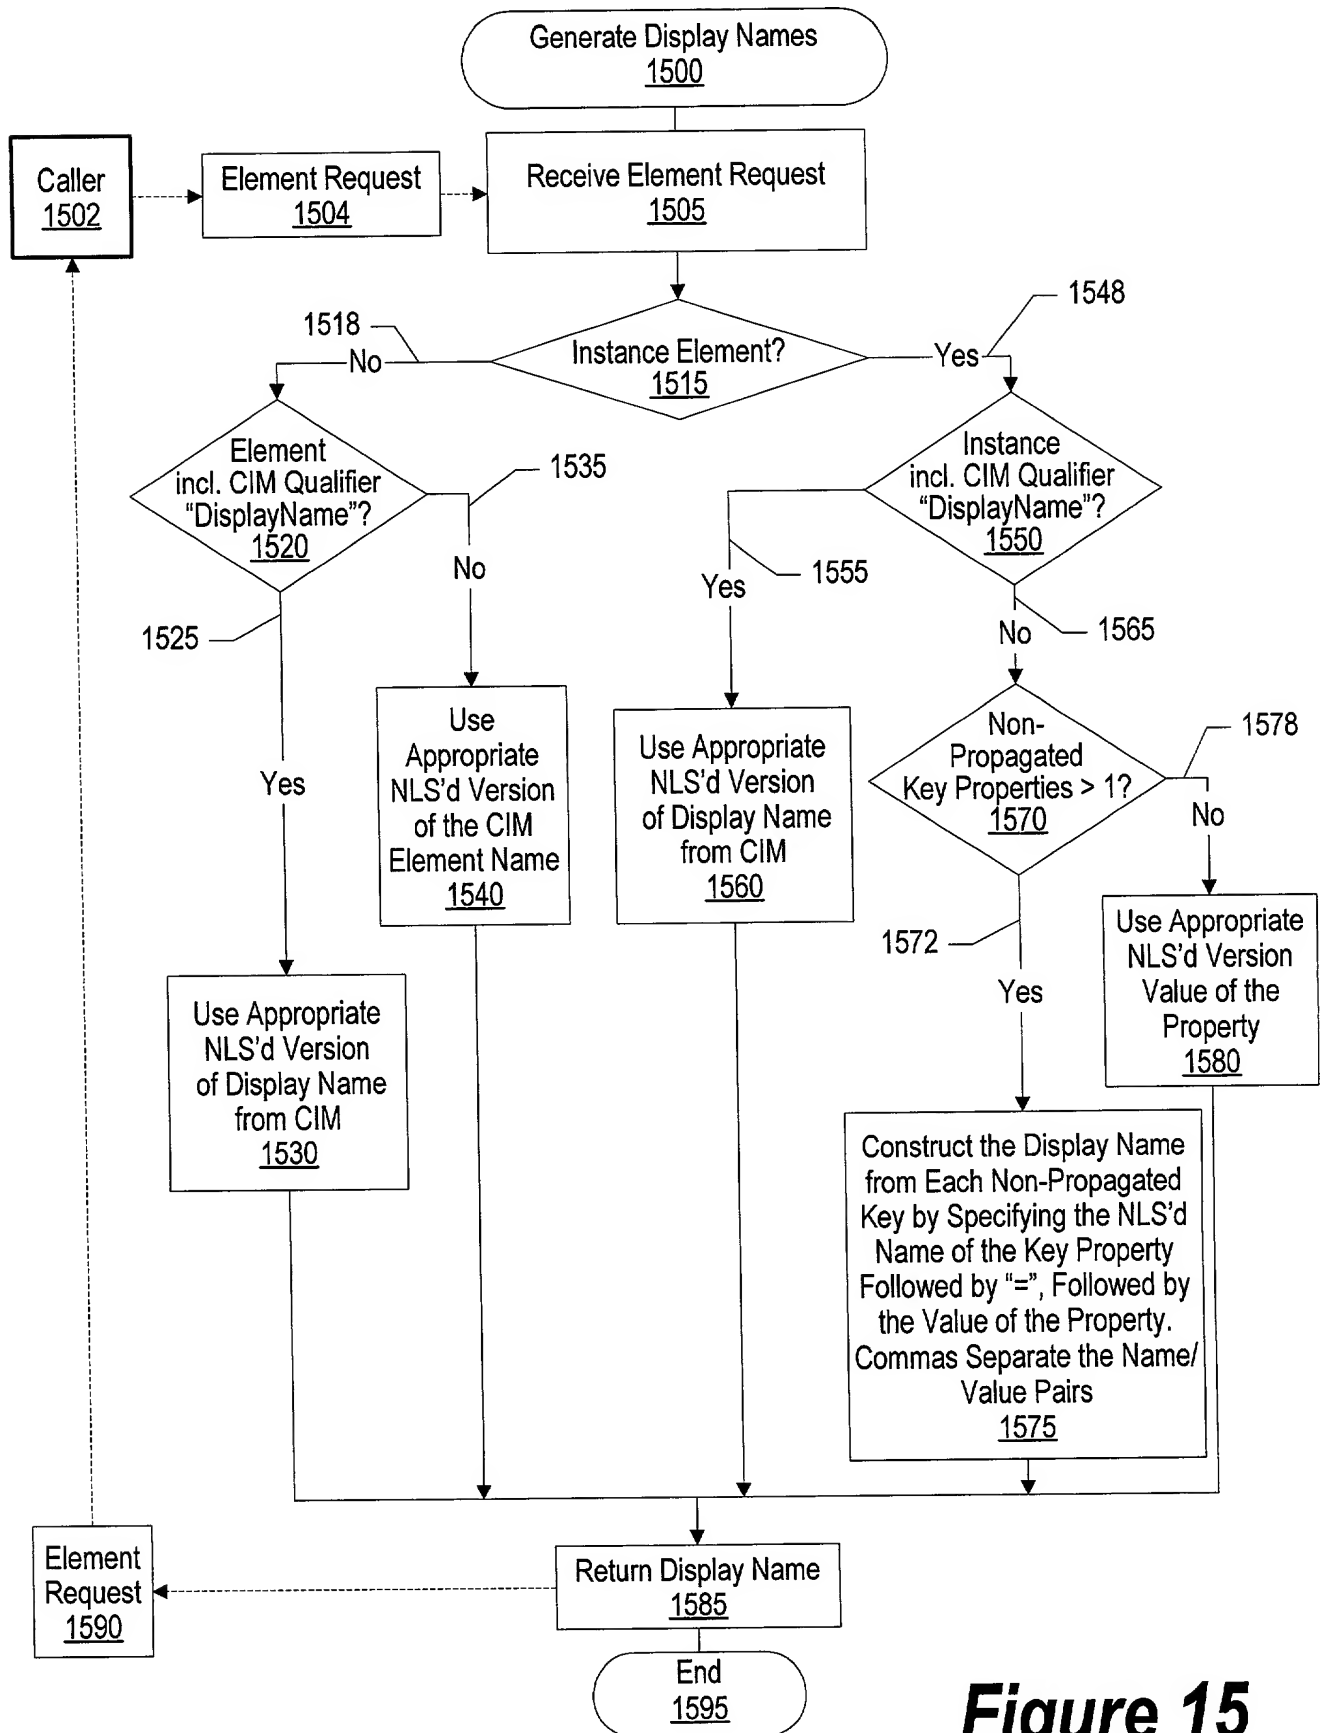 Generate Display Names
1500
Caller
1502
Element Request
1504
Receive Element Request
1505
Instance Element?
1515
1518
No
Yes
1548
Element
incl. CIM Qualifier
“DisplayName”?
1520
1535
No
1525
Yes
Instance
incl. CIM Qualifier
“DisplayName”?
1550
1555
Yes
1565
No
Use
Appropriate
NLS’d Version
of the CIM
Element Name
1540
Use Appropriate
NLS’d Version
of Display Name
from CIM
1560
Non-
Propagated
Key Properties > 1?
1570
1578
No
1572
Yes
Use Appropriate
NLS’d Version
Value of the
Property
1580
Use Appropriate
NLS’d Version
of Display Name
from CIM
1530
Construct the Display Name
from Each Non-Propagated
Key by Specifying the NLS’d
Name of the Key Property
Followed by “=”, Followed by
the Value of the Property.
Commas Separate the Name/
Value Pairs
1575
Element
Request
1590
Return Display Name
1585
End
1595
Figure 15